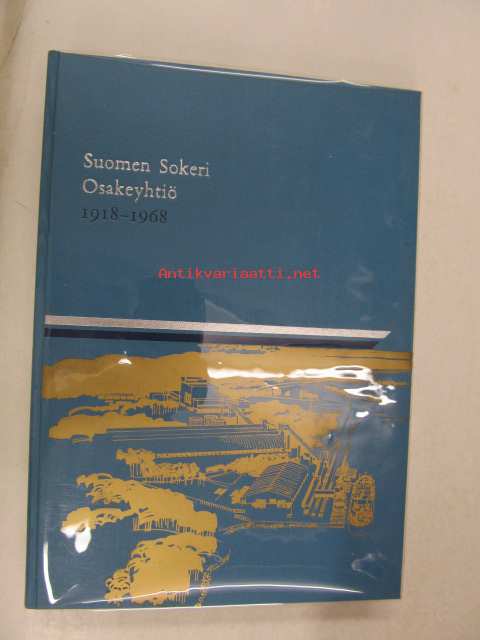 Suomen Sokeri
Osakeyhtiö
1918–1968
Antikvariaatti.net